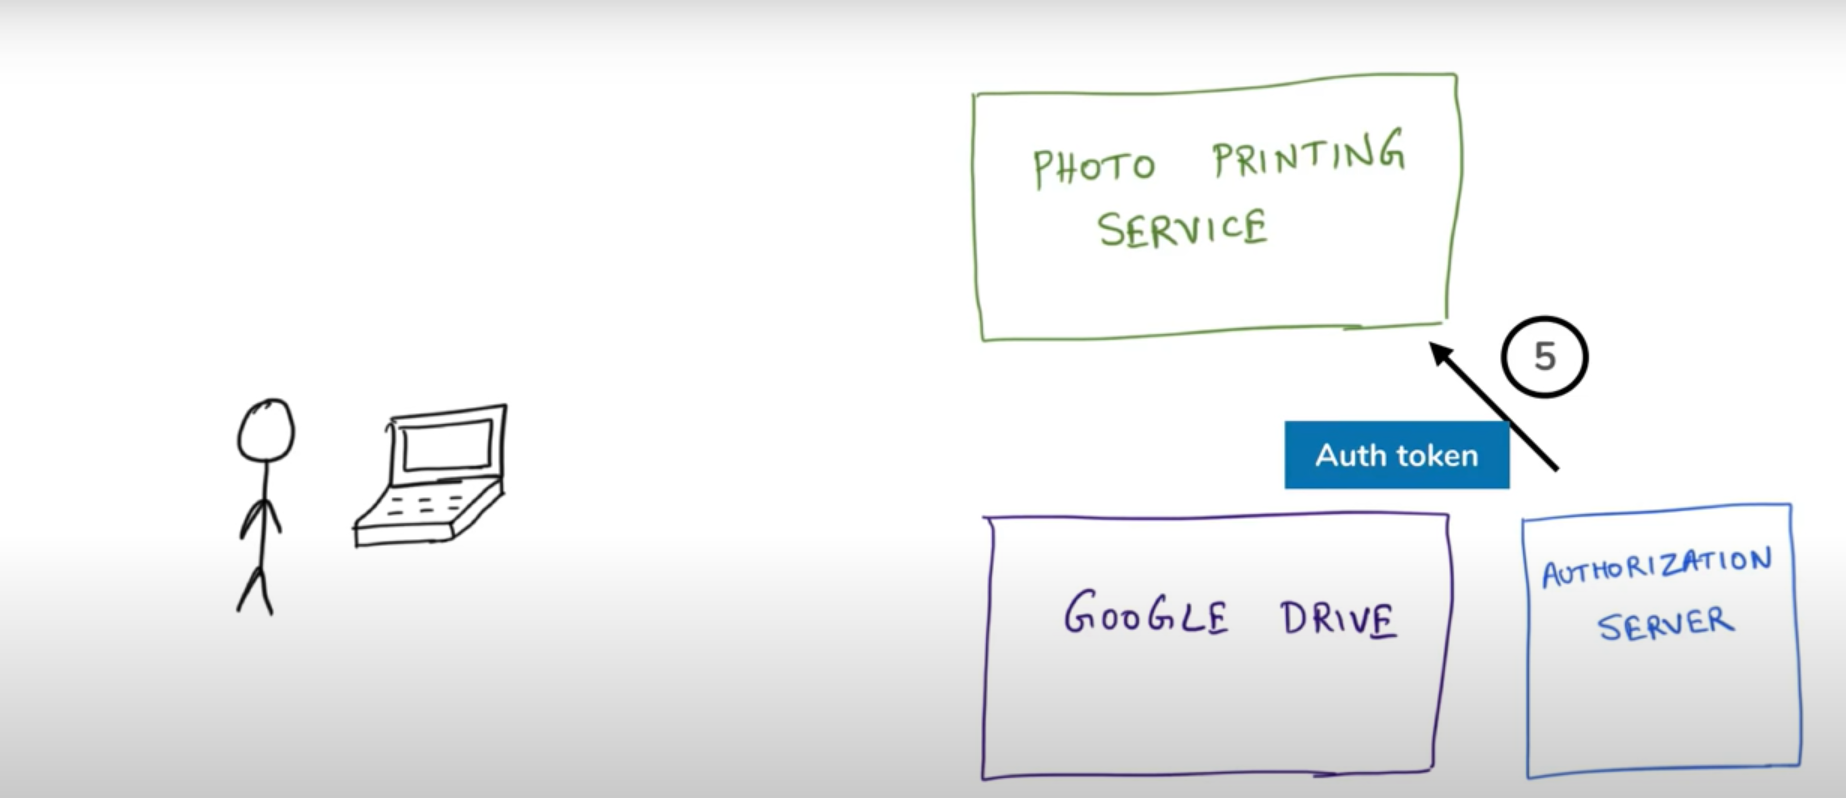 PHOTO PRINTING
SERVICE
5
Auth token
GOOGLE DRIVE
AUTHORIZATION
SERVER